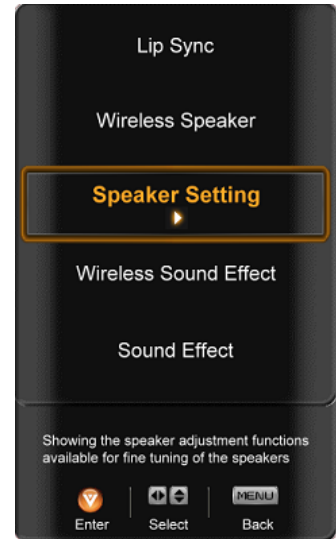 Lip Sync
Wireless Speaker
Speaker Setting
Wireless Sound Effect
Sound Effect
Showing the speaker adjustment functions
available for fine tuning of the speakers
MENU
Enter Select Back